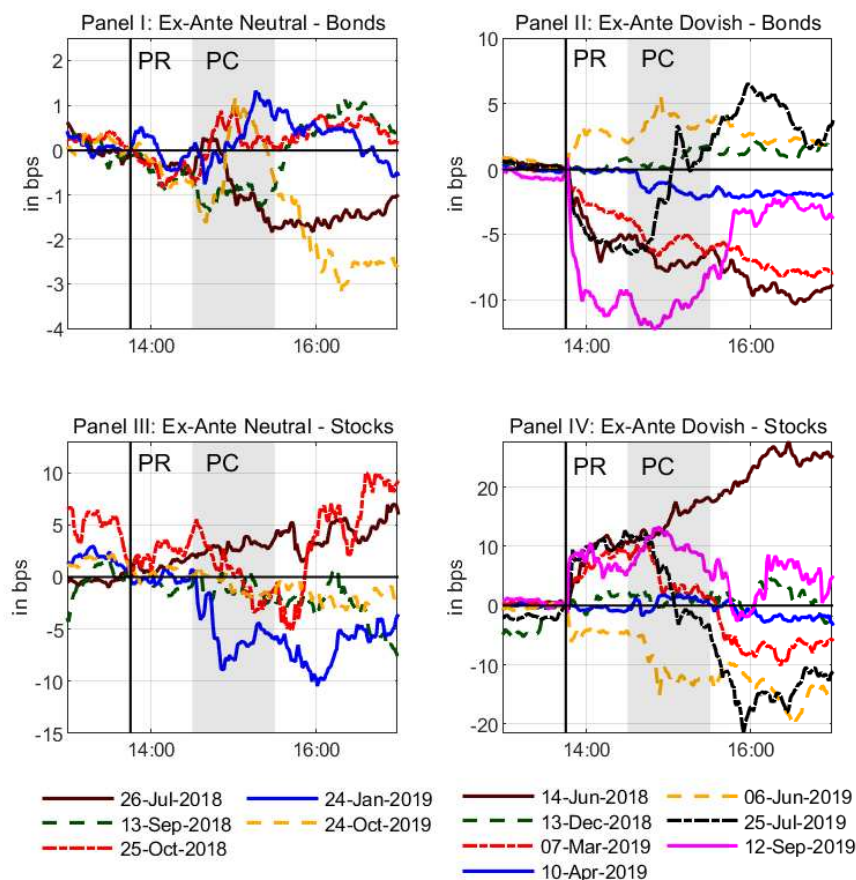 Panel I: Ex-Ante Neutral - Bonds
PR
PC
2
1
0
-1
-2
-3
-4
in bps
14:00
16:00
Panel II: Ex-Ante Dovish - Bonds
PR
PC
10
5
0
-5
-10
in bps
14:00
16:00
Panel III: Ex-Ante Neutral - Stocks
PR
PC
10
5
0
-5
-10
-15
in bps
14:00
16:00
Panel IV: Ex-Ante Dovish - Stocks
PR
PC
20
10
0
-10
-20
in bps
14:00
16:00
26-Jul-2018
24-Jan-2019
13-Sep-2018
24-Oct-2019
25-Oct-2018
14-Jun-2018
06-Jun-2019
13-Dec-2018
25-Jul-2019
07-Mar-2019
12-Sep-2019
10-Apr-2019